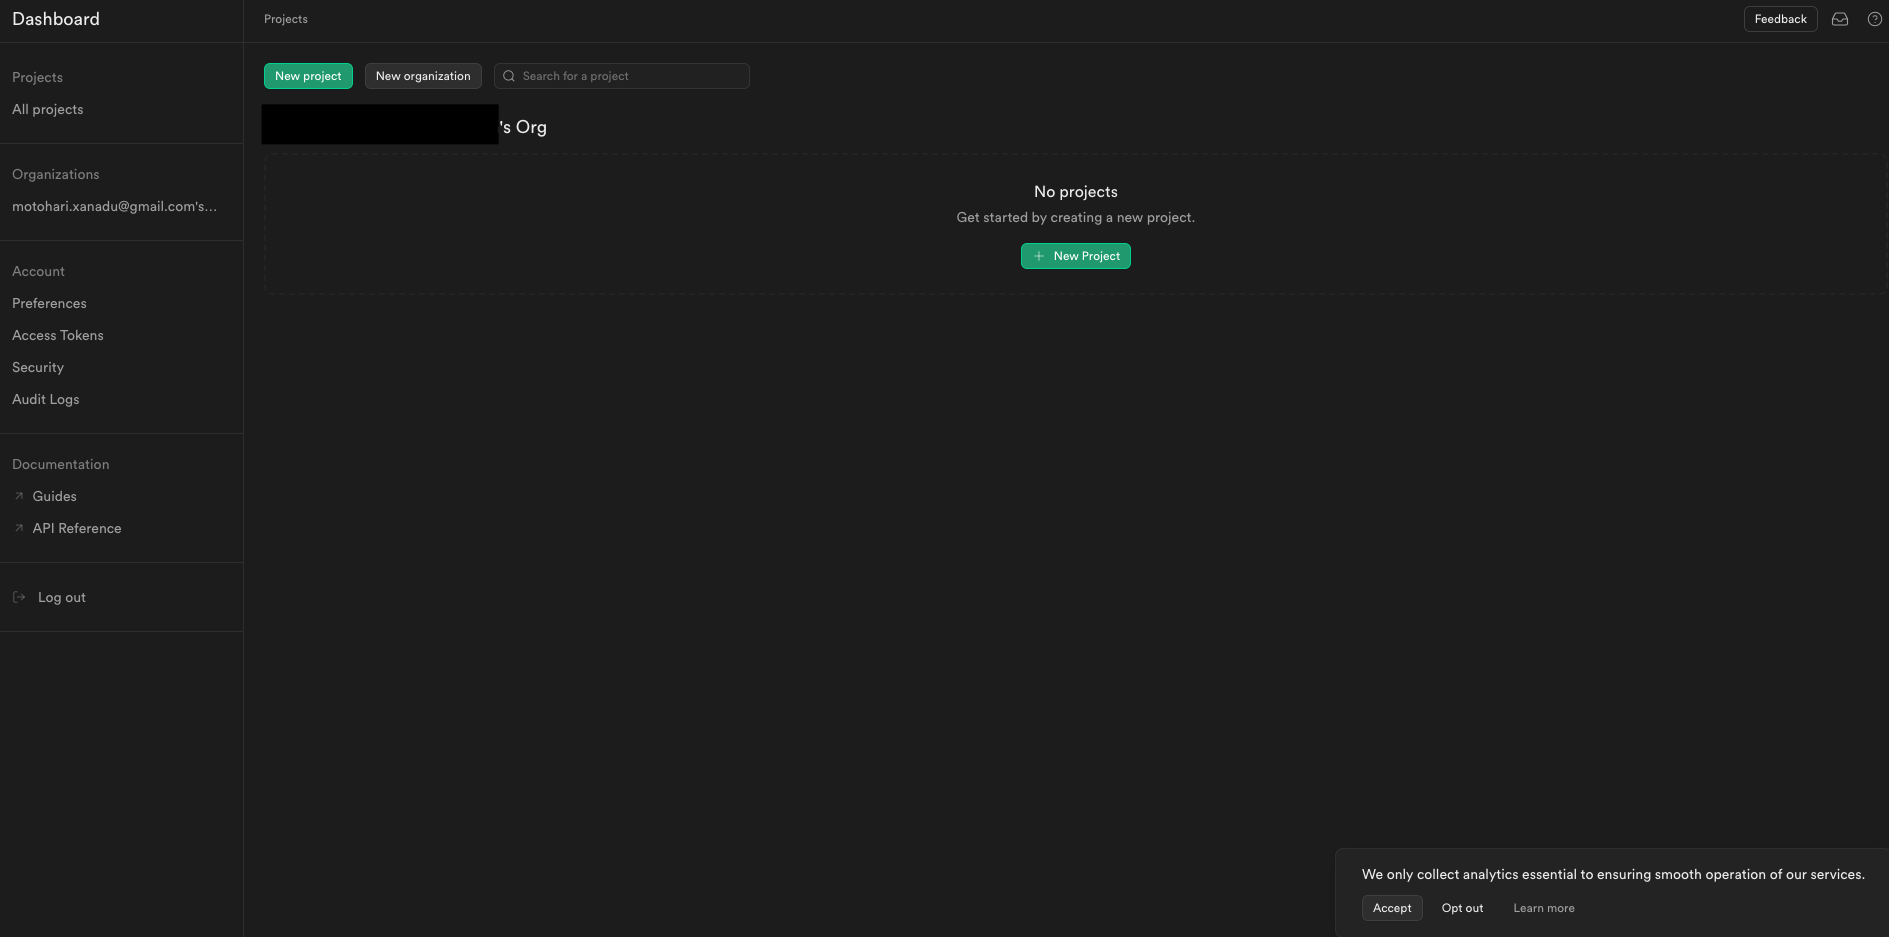 Dashboard
Projects
Feedback
Projects
All projects
Organizations
motohari.xanadu@gmail.com's...
Account
Preferences
Access Tokens
Security
Audit Logs
Documentation
Guides
API Reference
Log out
New project
New organization
Search for a project
's Org
No projects
Get started by creating a new project.
New Project
We only collect analytics essential to ensuring smooth operation of our services.
Accept
Opt out
Learn more